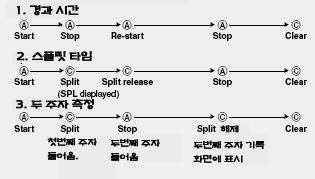 1. 경과 시간
Ⓐ Ⓐ Ⓐ Ⓐ Ⓒ
Start Stop Re-start Stop Clear
2. 스플릿 타임
Ⓐ Ⓒ Ⓒ Ⓐ Ⓒ
Start Split Split release Stop Clear
(SPL displayed)
3. 두 주자 측정
Ⓐ Ⓒ Ⓐ Ⓒ Ⓒ
Start Split Stop Split 해제 Clear
첫번째 주자 두번째 주자 두번째 주자 기록
들어옴. 들어옴 화면에 표시